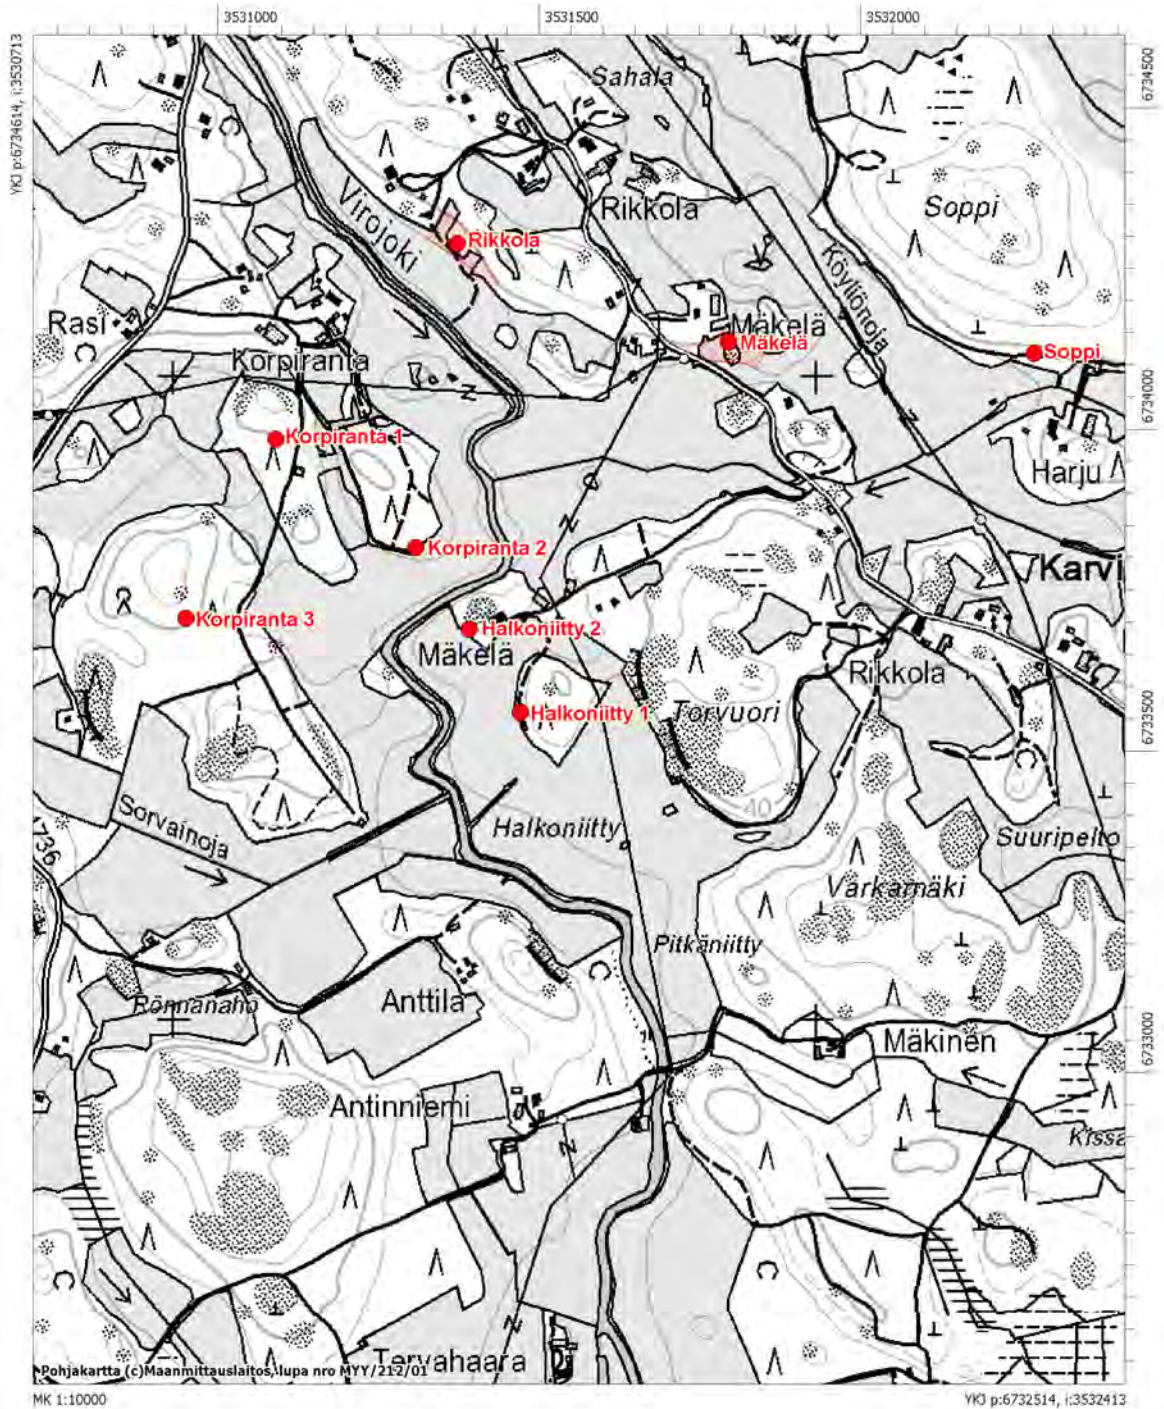 3531000
3531500
3532000
YKJ p:6734614, i:3530713
6734500
Sahala
Virojoki
Rikkola
Soppi
Rikkola
Köyliönoja
Rasi
Mäkelä
Mäkelä
Soppi
Korpiranta
6734000
Korpiranta 1
Harju
Korpiranta 2
Karvi
Korpiranta 3
Halkoniitty 2
Mäkelä
Rikkola
Halkoniitty 1
Torvuori
6733500
40
Sorvainoja
Halkoniitty
Suuripelto
736
Varkamäki
Pitkäniitty
Rönnänaho
Anttila
Mäkinen
6733000
Antinniemi
Kissa
Tervahaara
Pohjakartta (c)Maanmittauslaitos, lupa nro MYY/212/01
MK 1:10000
YKJ p:6732514, i:3532413